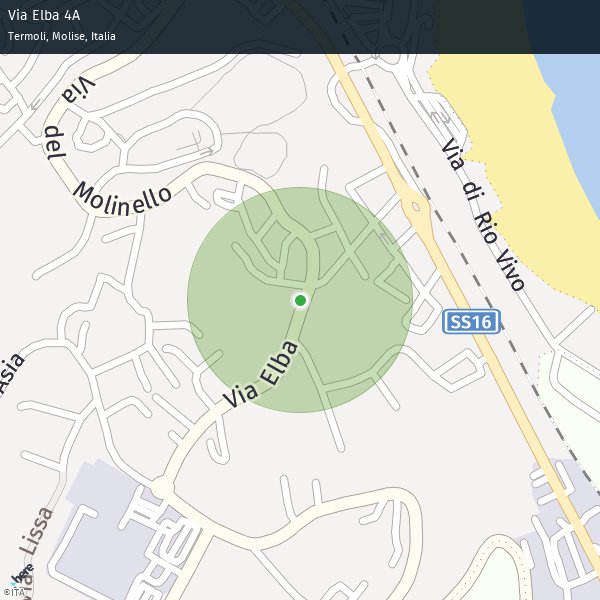 Via Elba 4A
Termoli, Molise, Italia
Via
del
Molinello
Via di Rio Vivo
SS16
Via Elba
Asia
Via Lissa
here
©ITA